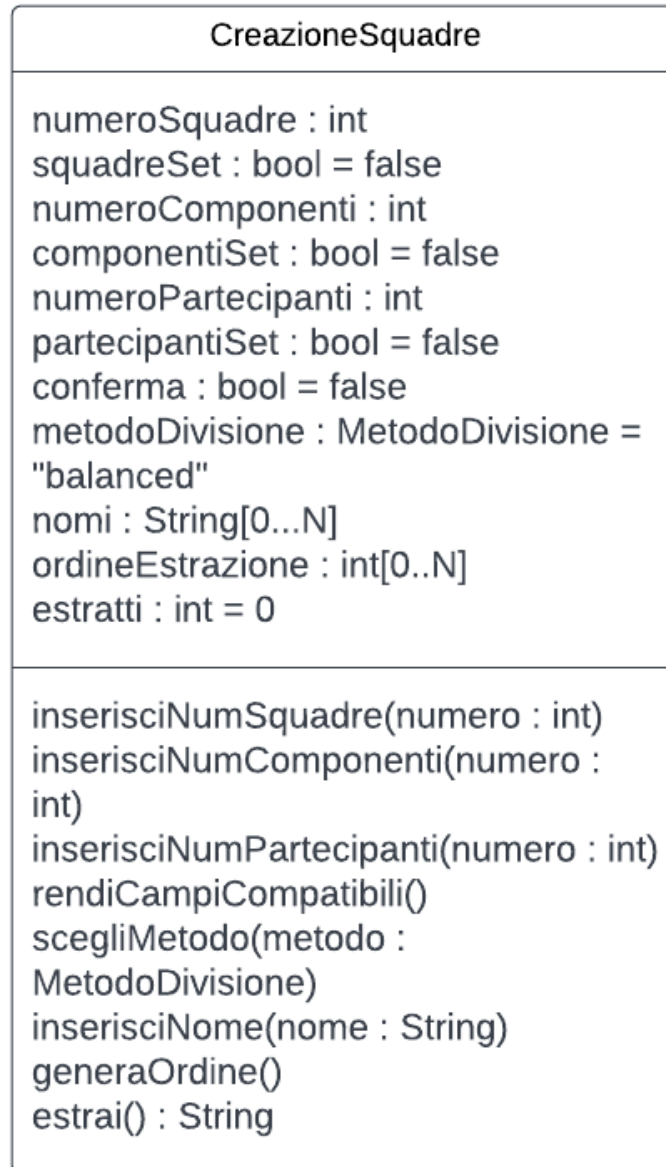 CreazioneSquadre
numeroSquadre : int
squadreSet : bool = false
numeroComponenti : int
componentiSet : bool = false
numeroPartecipanti : int
partecipantiSet : bool = false
conferma : bool = false
metodoDivisione : MetodoDivisione =
"balanced"
nomi : String[0...N]
ordineEstrazione : int[0..N]
estratti : int = 0
inserisciNumSquadre(numero : int)
inserisciNumComponenti(numero :
int)
inserisciNumPartecipanti(numero : int)
rendiCampiCompatibili()
scegliMetodo(metodo :
MetodoDivisione)
inserisciNome(nome : String)
generaOrdine()
estrai() : String